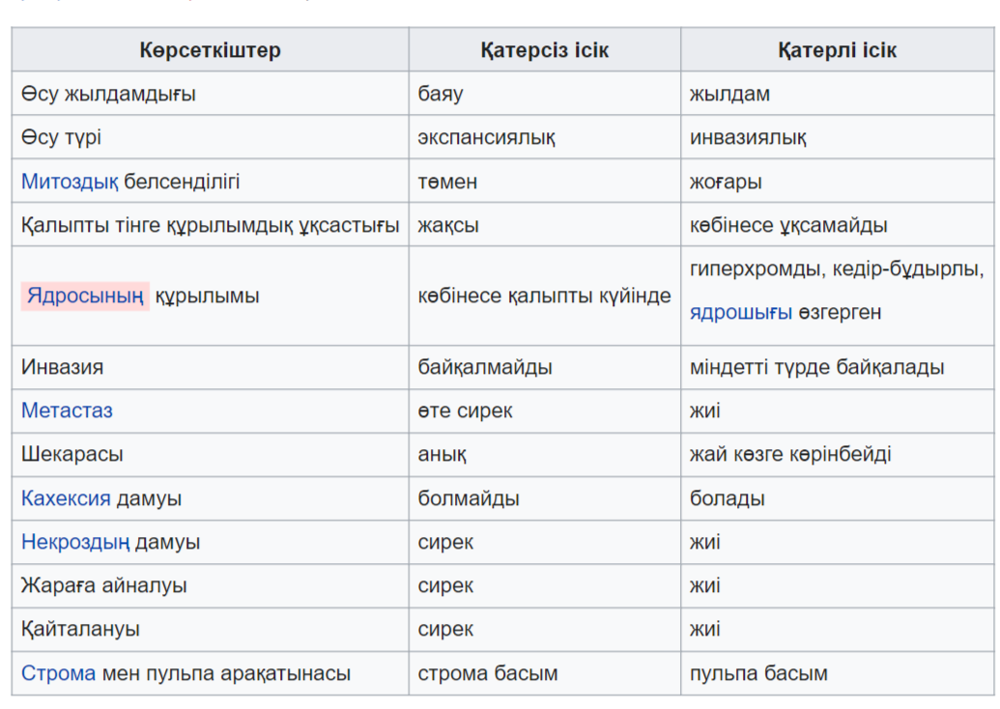 Көрсеткіштер Қатерсіз ісік Қатерлі ісік
Өсу жылдамдығы баяу жылдам
Өсу түрі экспансиялық инвазиялық
Митоздық белсенділігі төмен жоғары
Қалыпты тінге құрылымдық ұқсастығы жақсы көбінесе ұқсамайды
Ядросының құрылымы көбінесе қалыпты күйінде гиперхромды, кедір-бұдырлы,
ядрошығы өзгерген
Инвазия байқалмайды міндетті түрде байқалады
Метастаз өте сирек жиі
Шекарасы анық жай көзге көрінбейді
Кахексия дамуы болмайды болады
Некроздың дамуы сирек жиі
Жараға айналуы сирек жиі
Қайталануы сирек жиі
Строма мен пульпа арақатынасы строма басым пульпа басым